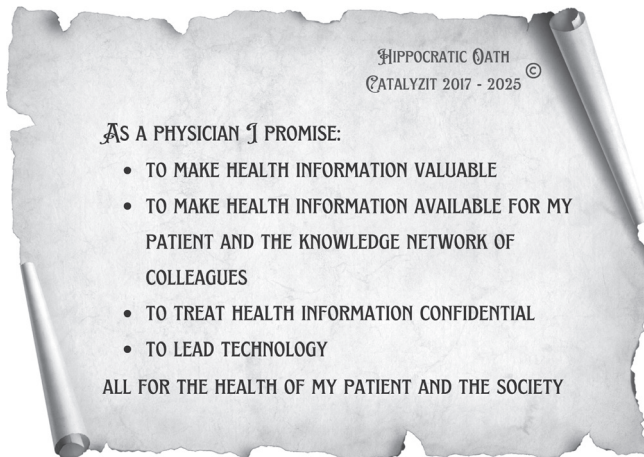 Hippocratic Oath
Catalyzit 2017 - 2025 ©
As a physician I promise:
• to make health information valuable
• to make health information available for my
patient and the knowledge network of
colleagues
• to treat health information confidential
• to lead technology
all for the health of my patient and the society